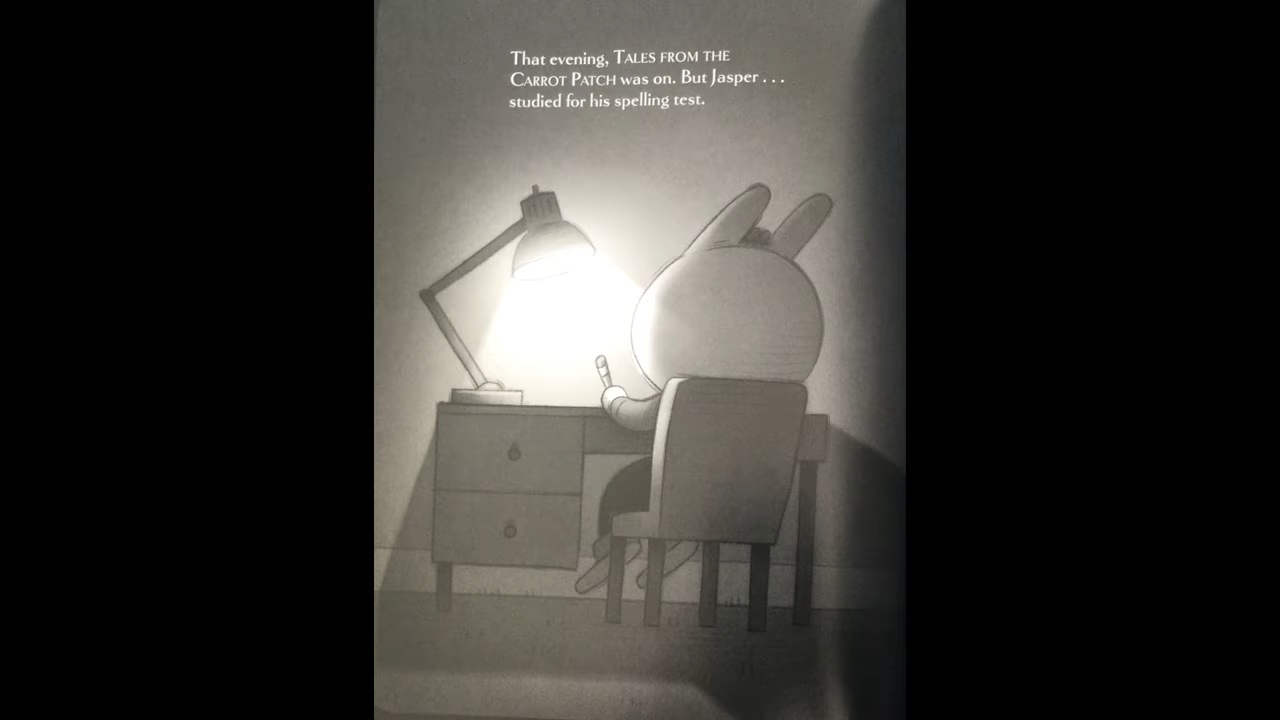 That evening, TALES FROM THE
CARROT PATCH was on. But Jasper . . .
studied for his spelling test.